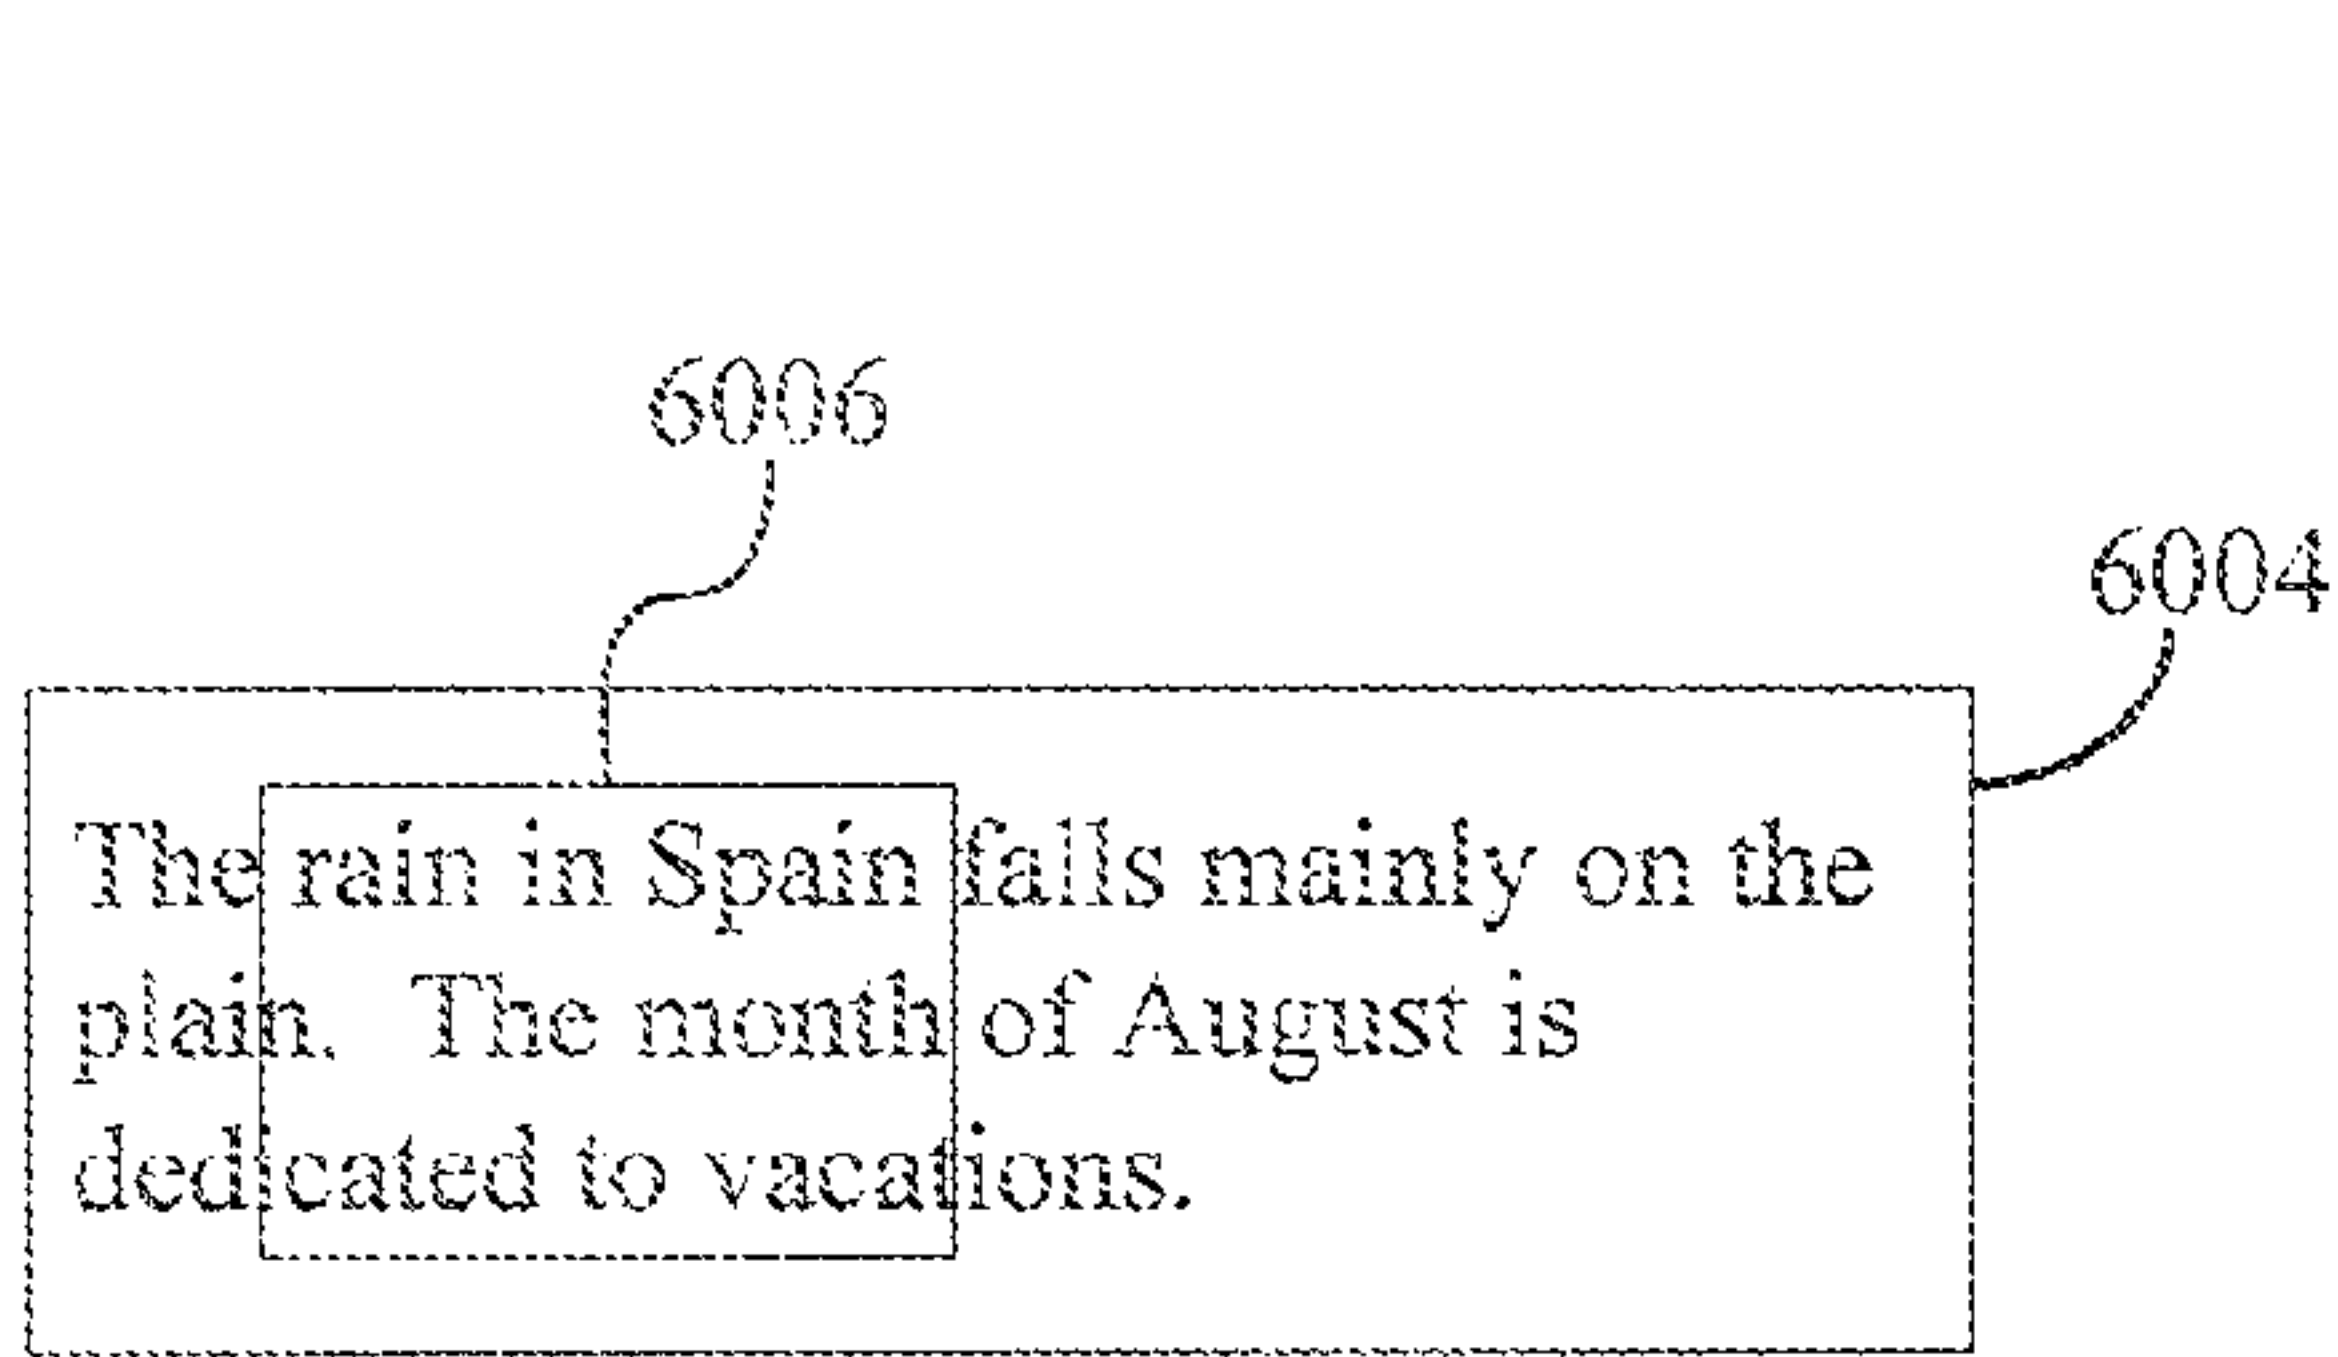 6006
6004
The rain in Spain falls mainly on the
plain.  The month of August is
dedicated to vacations.